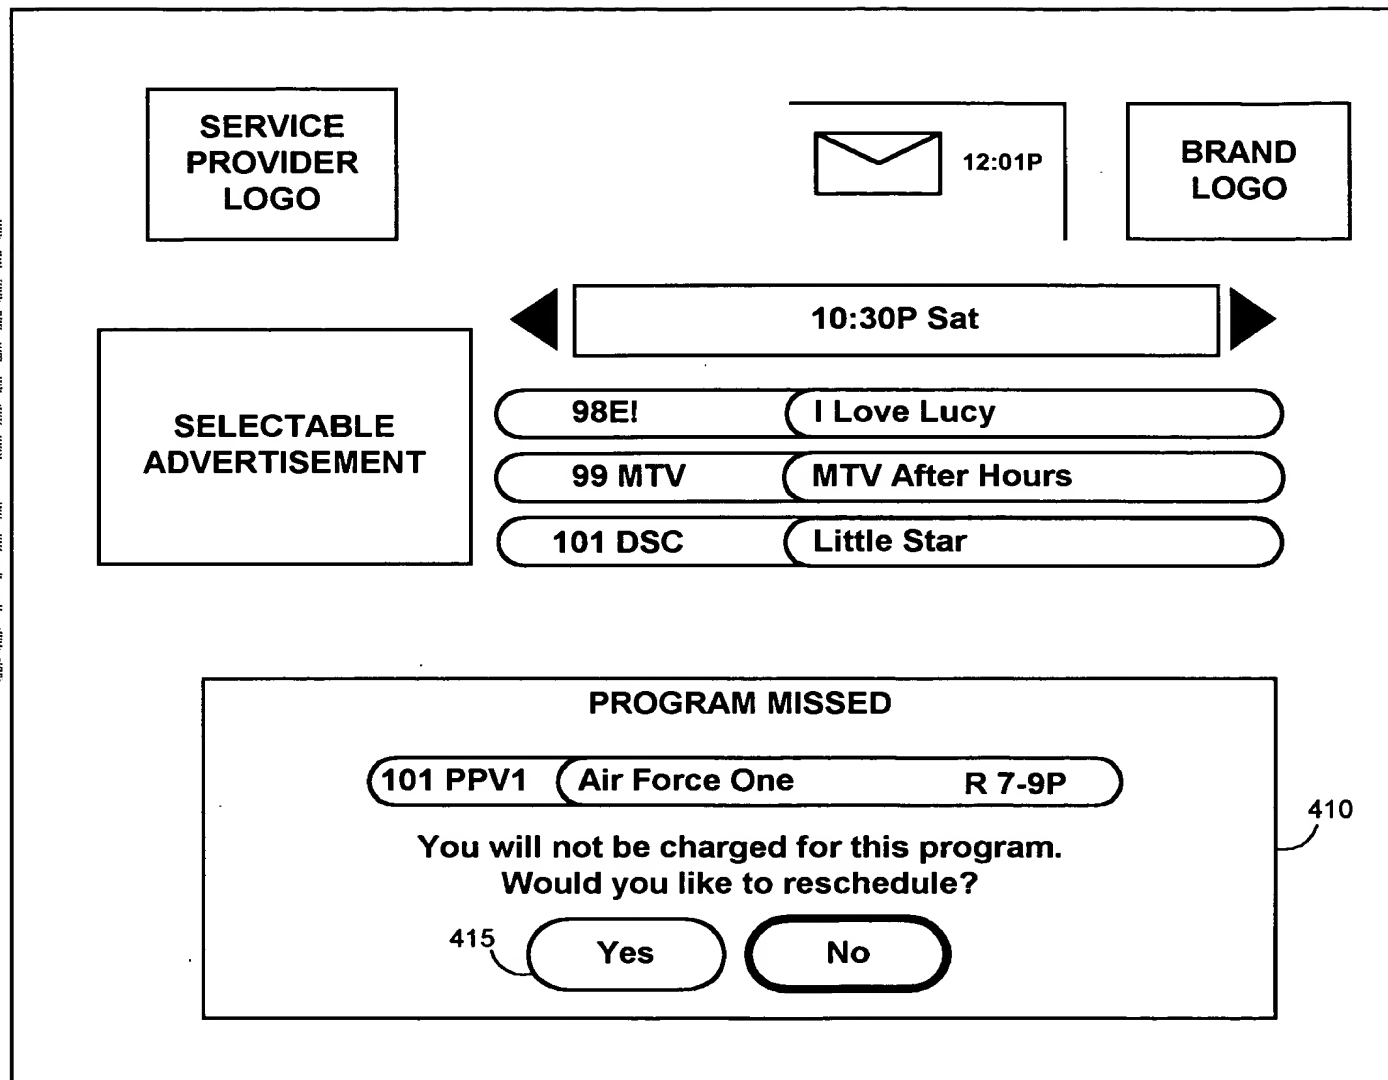 SERVICE
PROVIDER
LOGO
12:01P
BRAND
LOGO
10:30P Sat
SELECTABLE
ADVERTISEMENT
98E! I Love Lucy
99 MTV MTV After Hours
101 DSC Little Star
PROGRAM MISSED
101 PPV1 Air Force One R 7-9P
410
You will not be charged for this program.
Would you like to reschedule?
415
Yes No